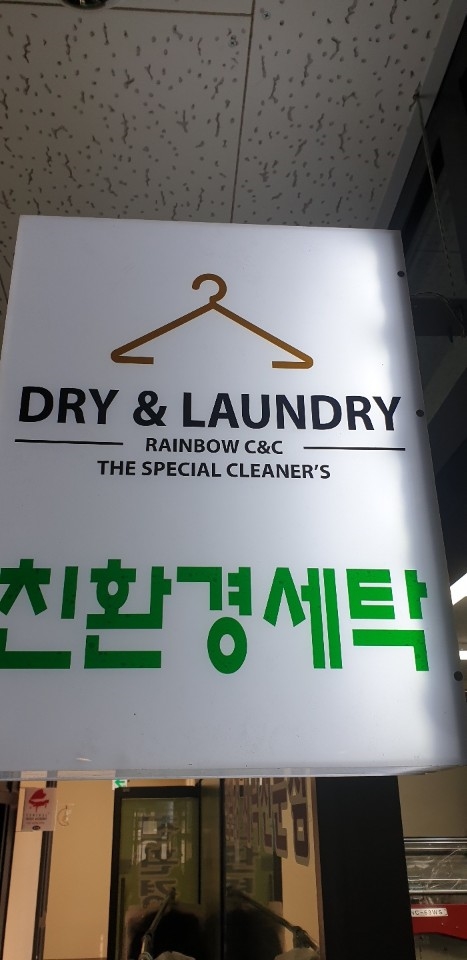 DRY & LAUNDRY
RAINBOW C&C
THE SPECIAL CLEANER'S
친환경세탁